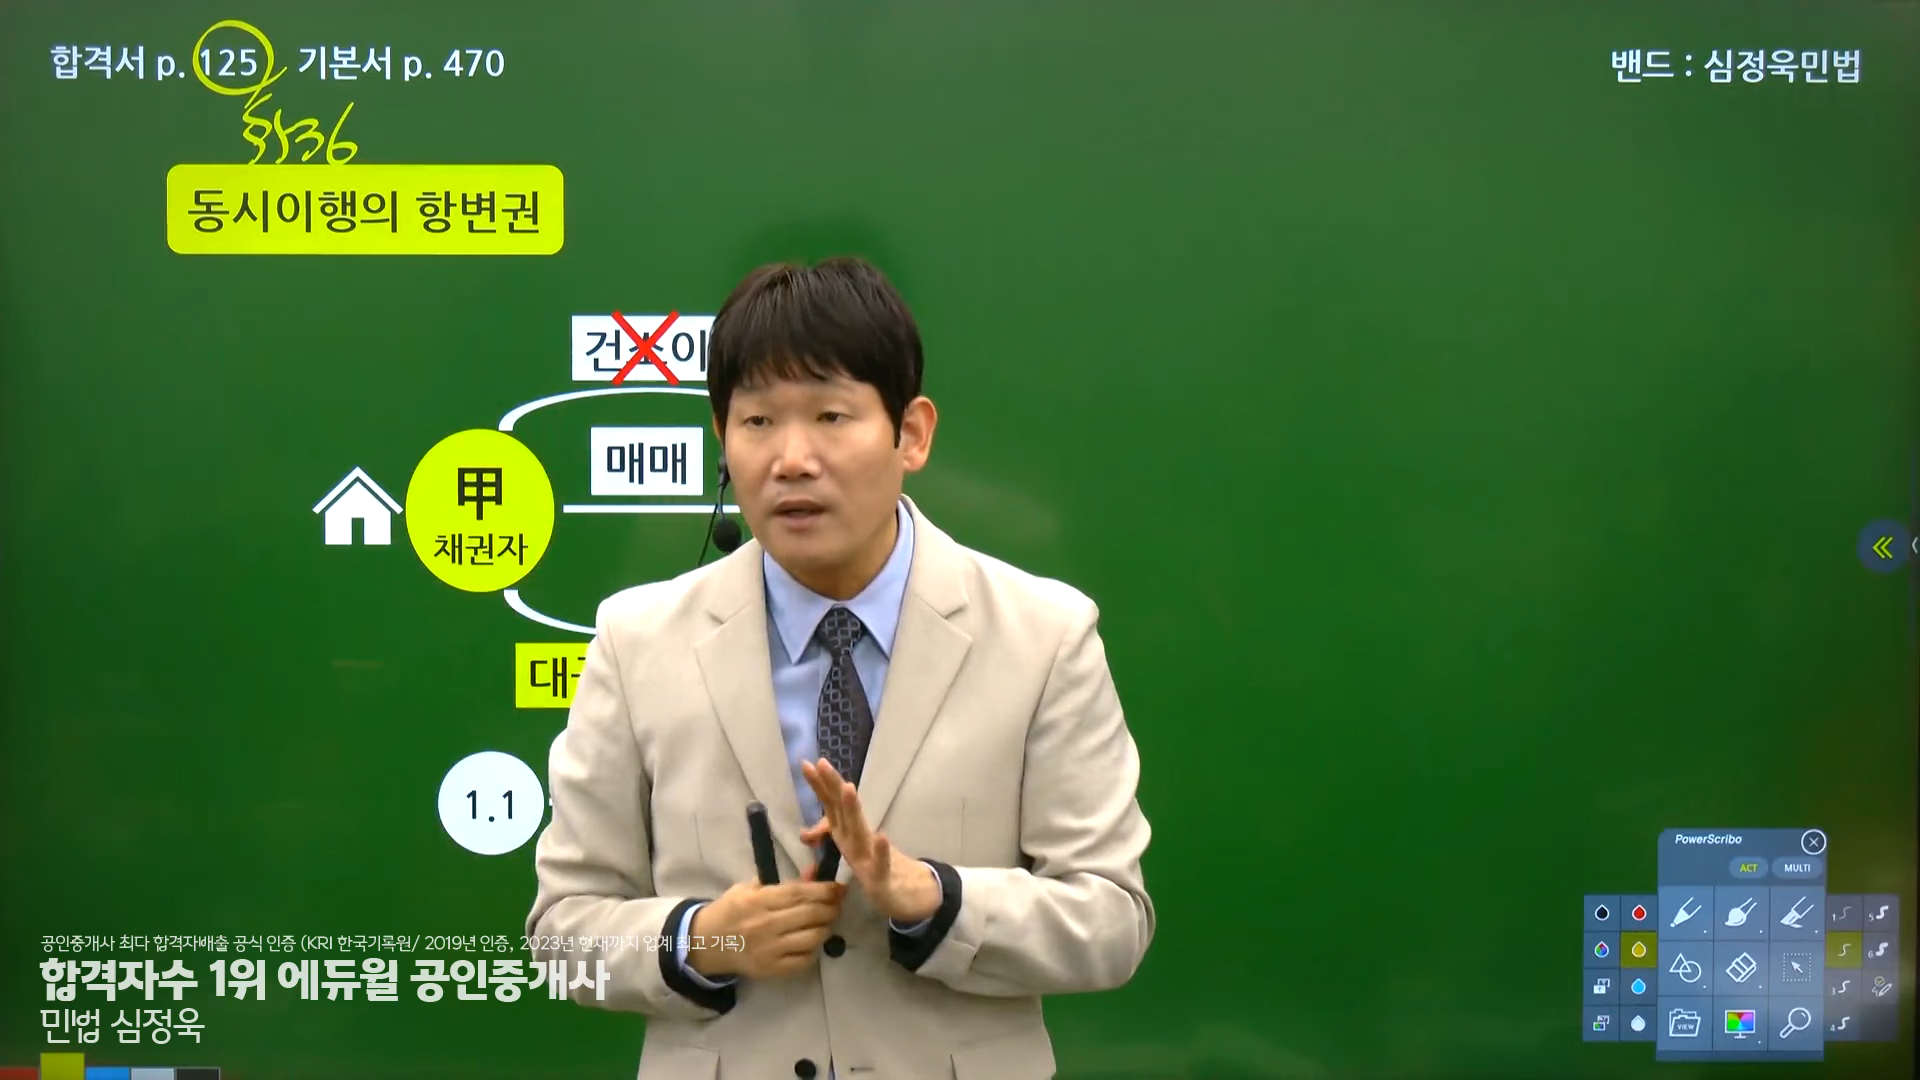 합격서 p. 125, 기본서 p. 470
밴드 : 심정욱민법
동시이행의 항변권
매매
甲
채권자
1.1
PowerScribo
ACT
MULTI
VIEW
공인중개사 최다 합격자배출 공식 인증 (KRI 한국기록원/ 2019년 인증, 2023년 현재까지 업계 최고 기록)
합격자수 1위 에듀윌 공인중개사
민법 심정욱